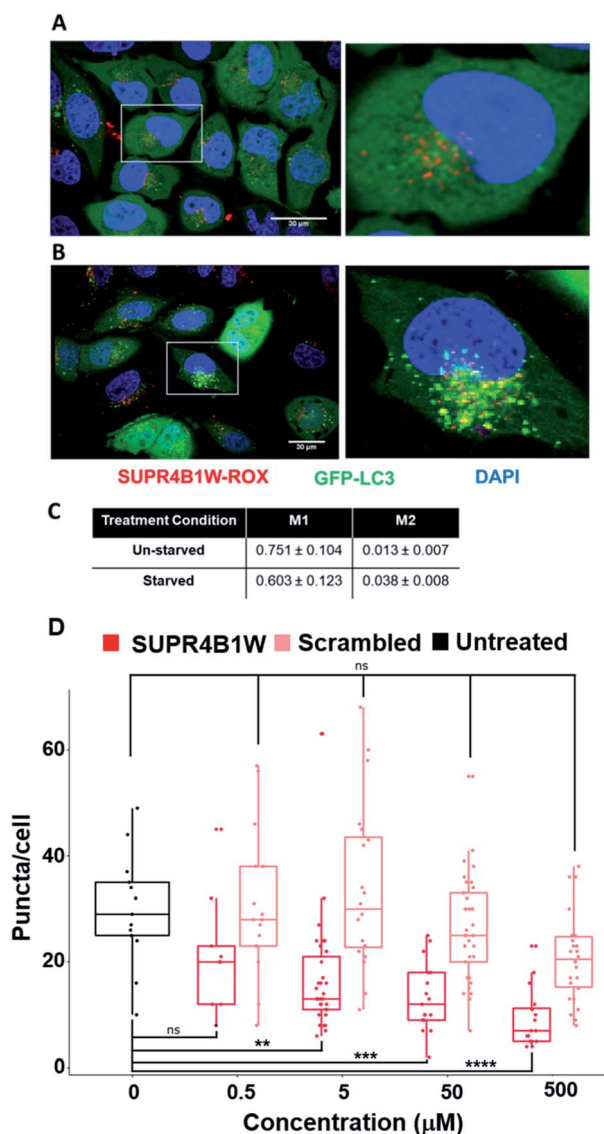 A
30 μm
B
30 μm
SUPR4B1W-ROX GFP-LC3 DAPI
C
Treatment Condition M1 M2
Un-starved 0.751 ± 0.104 0.013 ± 0.007
Starved 0.603 ± 0.123 0.038 ± 0.008
D
SUPR4B1W Scrambled Untreated
ns
Puncta/cell
60
40
20
0
ns
**
***
****
0 0.5 5 50 500
Concentration (μM)